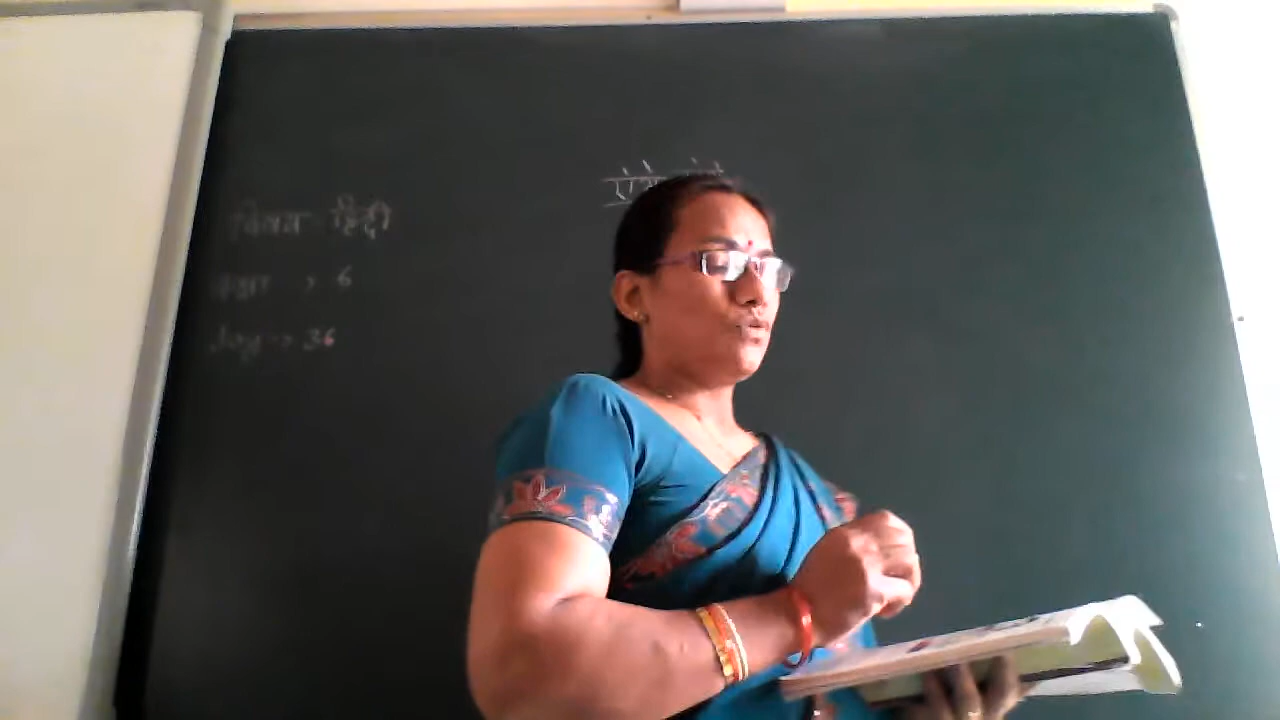 विषय - हिंदी
कक्षा → 6
Day → 36